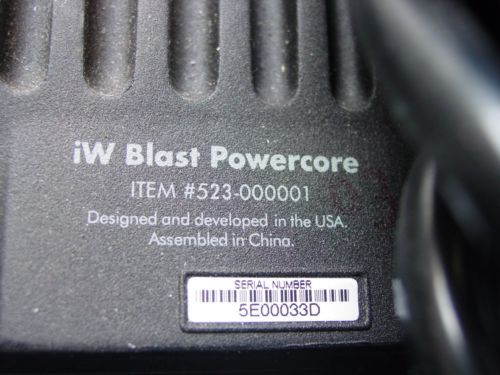 iW Blast Powercore
ITEM #523-000001
Designed and developed in the USA.
Assembled in China.
SERIAL NUMBER
5E00033D